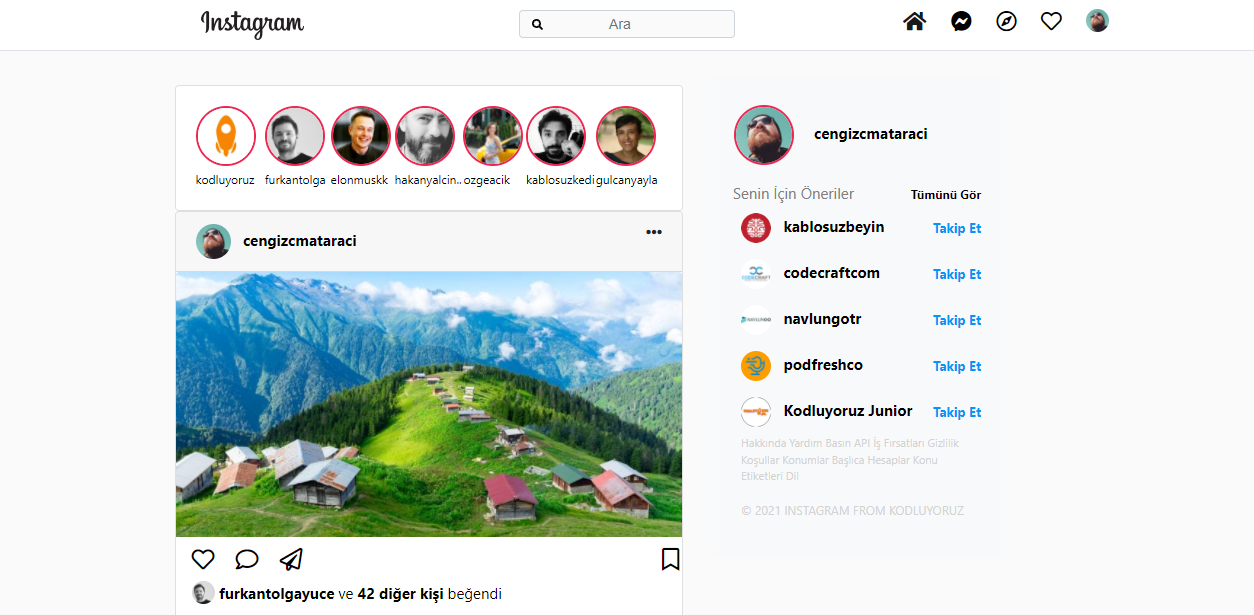 Instagram
Ara
kodluyoruz furkantolga elonmuskk hakanyalcin.. ozgeacik kablosuzkedi gulcanyayla
cengizcmataraci
cengizcmataraci
Senin İçin Öneriler Tümünü Gör
kablosuzbeyin Takip Et
codecraftcom Takip Et
navlungotr Takip Et
podfreshco Takip Et
Kodluyoruz Junior Takip Et
Hakkında Yardım Basın API İş Fırsatları Gizlilik
Koşullar Konumlar Başlıca Hesaplar Konu
Etiketleri Dil
© 2021 INSTAGRAM FROM KODLUYORUZ
furkantolgayuce ve 42 diğer kişi beğendi